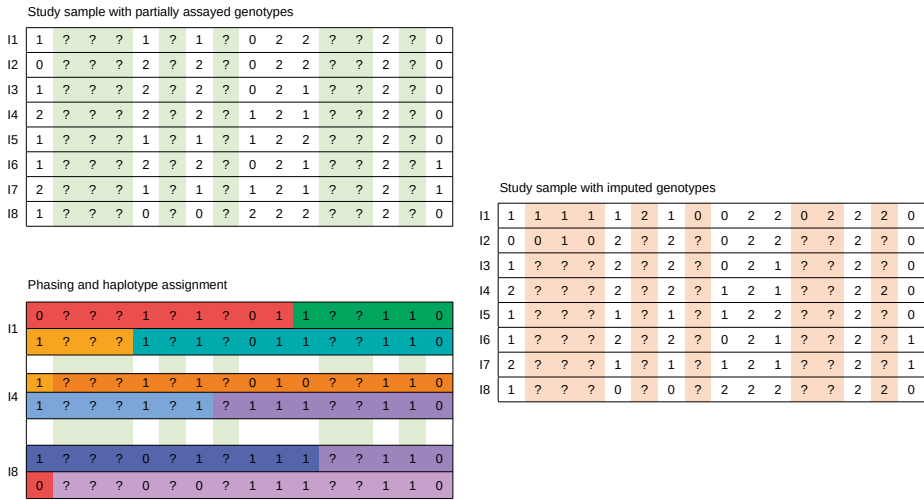 Study sample with partially assayed genotypes
I1 1 ? ? ? 1 ? 1 ? 0 2 2 ? ? 2 ? 0
I2 0 ? ? ? 2 ? 2 ? 0 2 2 ? ? 2 ? 0
I3 1 ? ? ? 2 ? 2 ? 0 2 1 ? ? 2 ? 0
I4 2 ? ? ? 2 ? 2 ? 1 2 1 ? ? 2 ? 0
I5 1 ? ? ? 1 ? 1 ? 1 2 2 ? ? 2 ? 0
I6 1 ? ? ? 2 ? 2 ? 0 2 1 ? ? 2 ? 1
I7 2 ? ? ? 1 ? 1 ? 1 2 1 ? ? 2 ? 1
I8 1 ? ? ? 0 ? 0 ? 2 2 2 ? ? 2 ? 0
Phasing and haplotype assignment
I1
0 ? ? ? 1 ? 1 ? 0 1 1 ? ? 1 1 0
1 ? ? ? 1 ? 1 ? 0 1 1 ? ? 1 1 0
I4
1 ? ? ? 1 ? 1 ? 0 1 0 ? ? 1 1 0
1 ? ? ? 1 ? 1 ? 1 1 1 ? ? 1 1 0
I8
1 ? ? ? 0 ? 1 ? 1 1 1 ? ? 1 1 0
0 ? ? ? 0 ? 0 ? 1 1 1 ? ? 1 1 0
Study sample with imputed genotypes
I1 1 1 1 1 1 2 1 0 0 2 2 0 2 2 2 0
I2 0 0 1 0 2 ? 2 ? 0 2 2 ? ? 2 ? 0
I3 1 ? ? ? 2 ? 2 ? 0 2 1 ? ? 2 ? 0
I4 2 ? ? ? 2 ? 2 ? 1 2 1 ? ? 2 2 0
I5 1 ? ? ? 1 ? 1 ? 1 2 2 ? ? 2 ? 0
I6 1 ? ? ? 2 ? 2 ? 0 2 1 ? ? 2 ? 1
I7 2 ? ? ? 1 ? 1 ? 1 2 1 ? ? 2 ? 1
I8 1 ? ? ? 0 ? 0 ? 2 2 2 ? ? 2 2 0